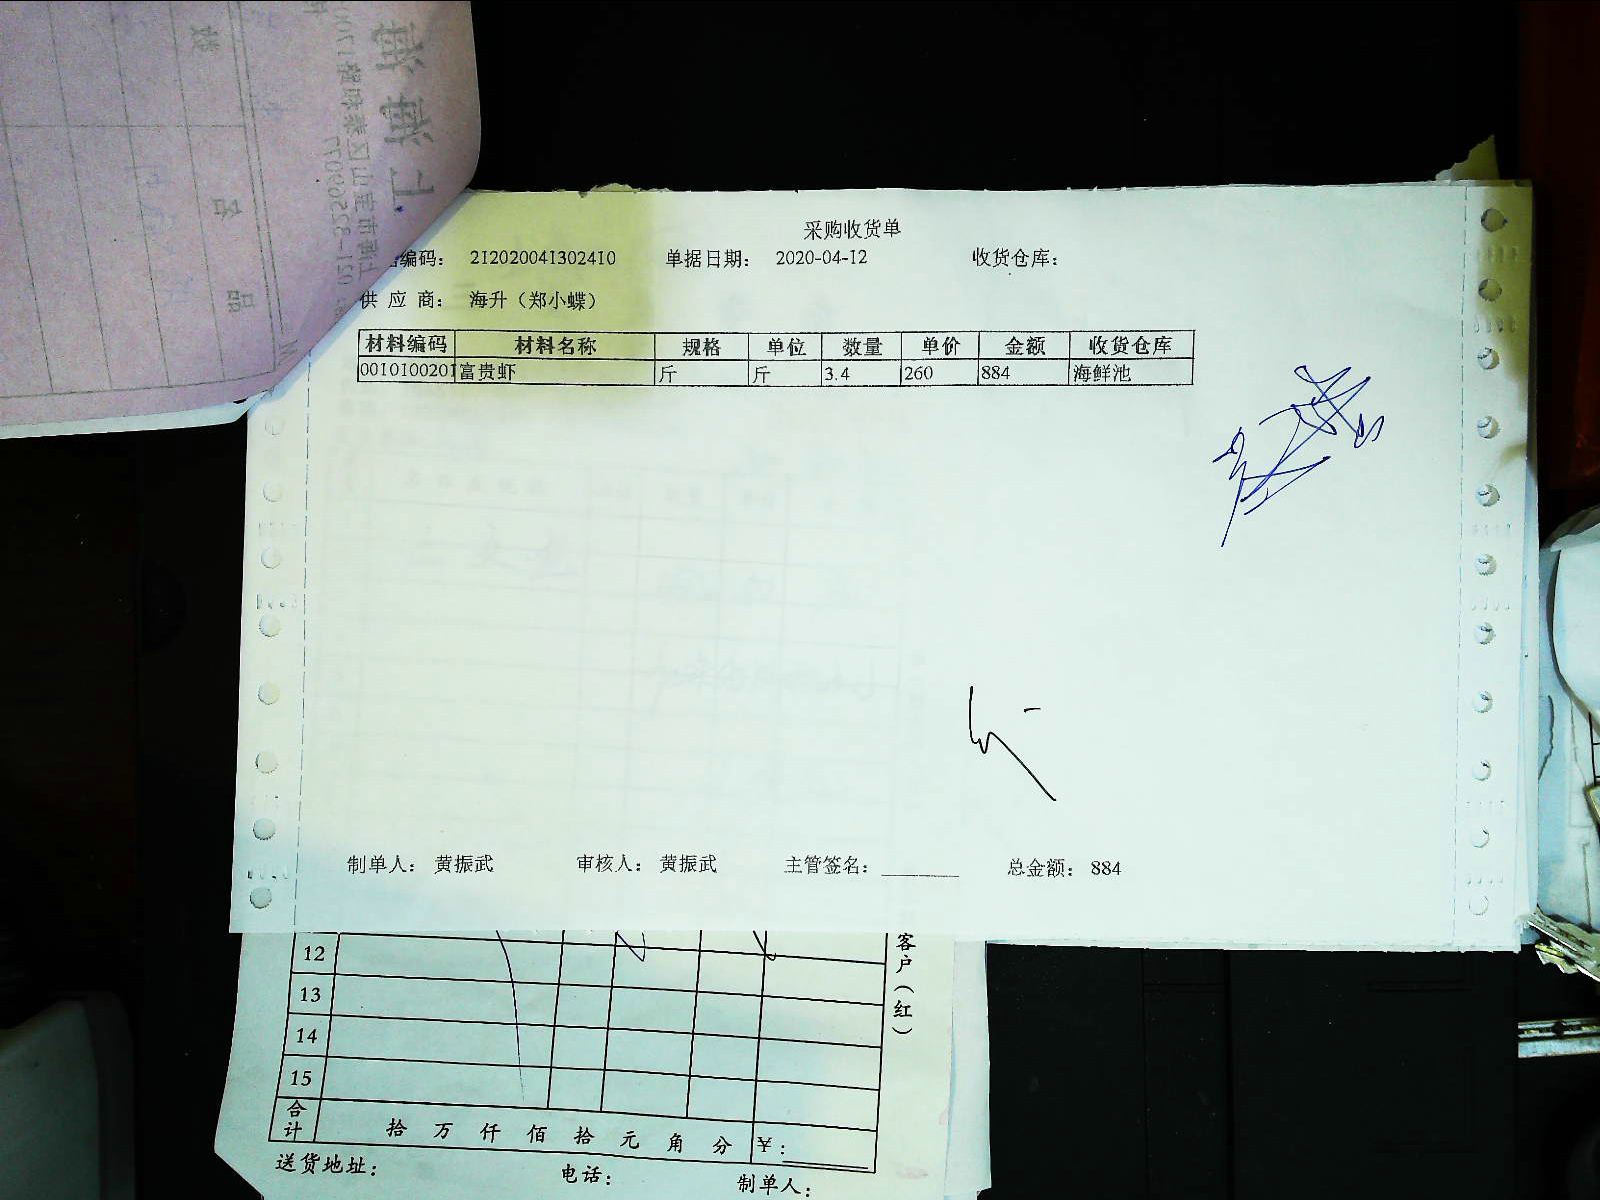 采购收货单
编码： 212020041302410 单据日期： 2020-04-12 收货仓库：
供 应 商： 海升（郑小蝶）
材料编码 材料名称 规格 单位 数量 单价 金额 收货仓库
0010100201 富贵虾 斤 斤 3.4 260 884 海鲜池
制单人： 黄振武 审核人： 黄振武 主管签名： 总金额： 884
12
13
14
15
合计 拾 万 仟 佰 拾 元 角 分 ￥：
客户（红）
送货地址： 电话： 制单人：